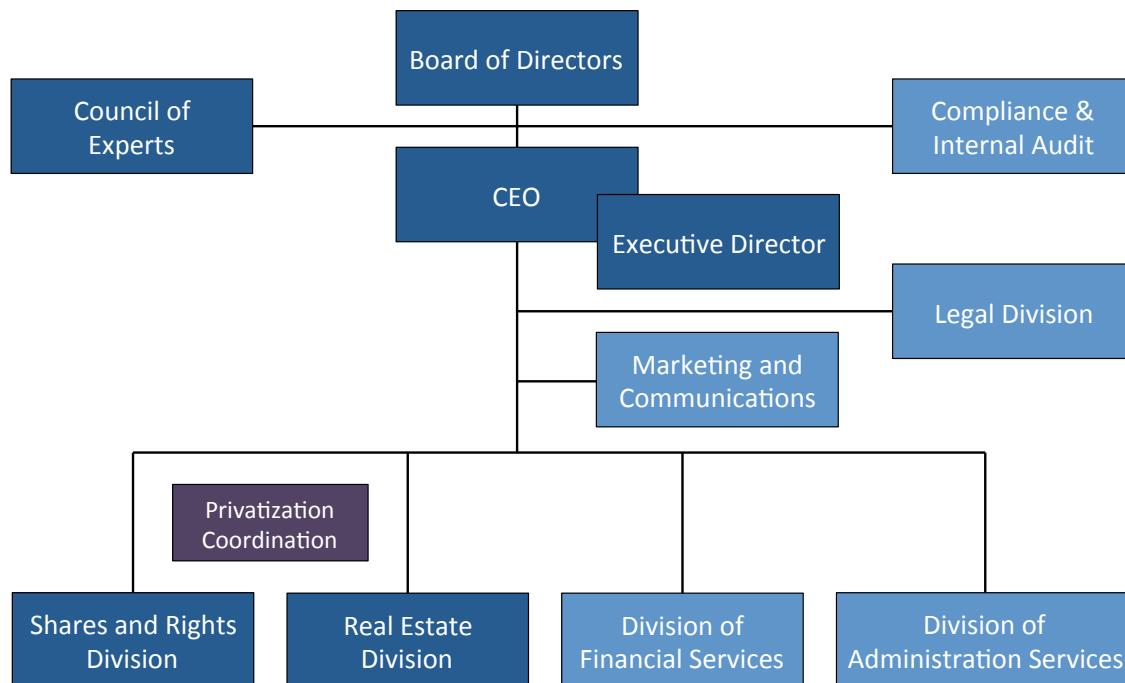 Board of Directors
Council of
Experts
Compliance &
Internal Audit
CEO
Executive Director
Legal Division
Marketing and
Communications
Privatization
Coordination
Shares and Rights
Division
Real Estate
Division
Division of
Financial Services
Division of
Administration Services